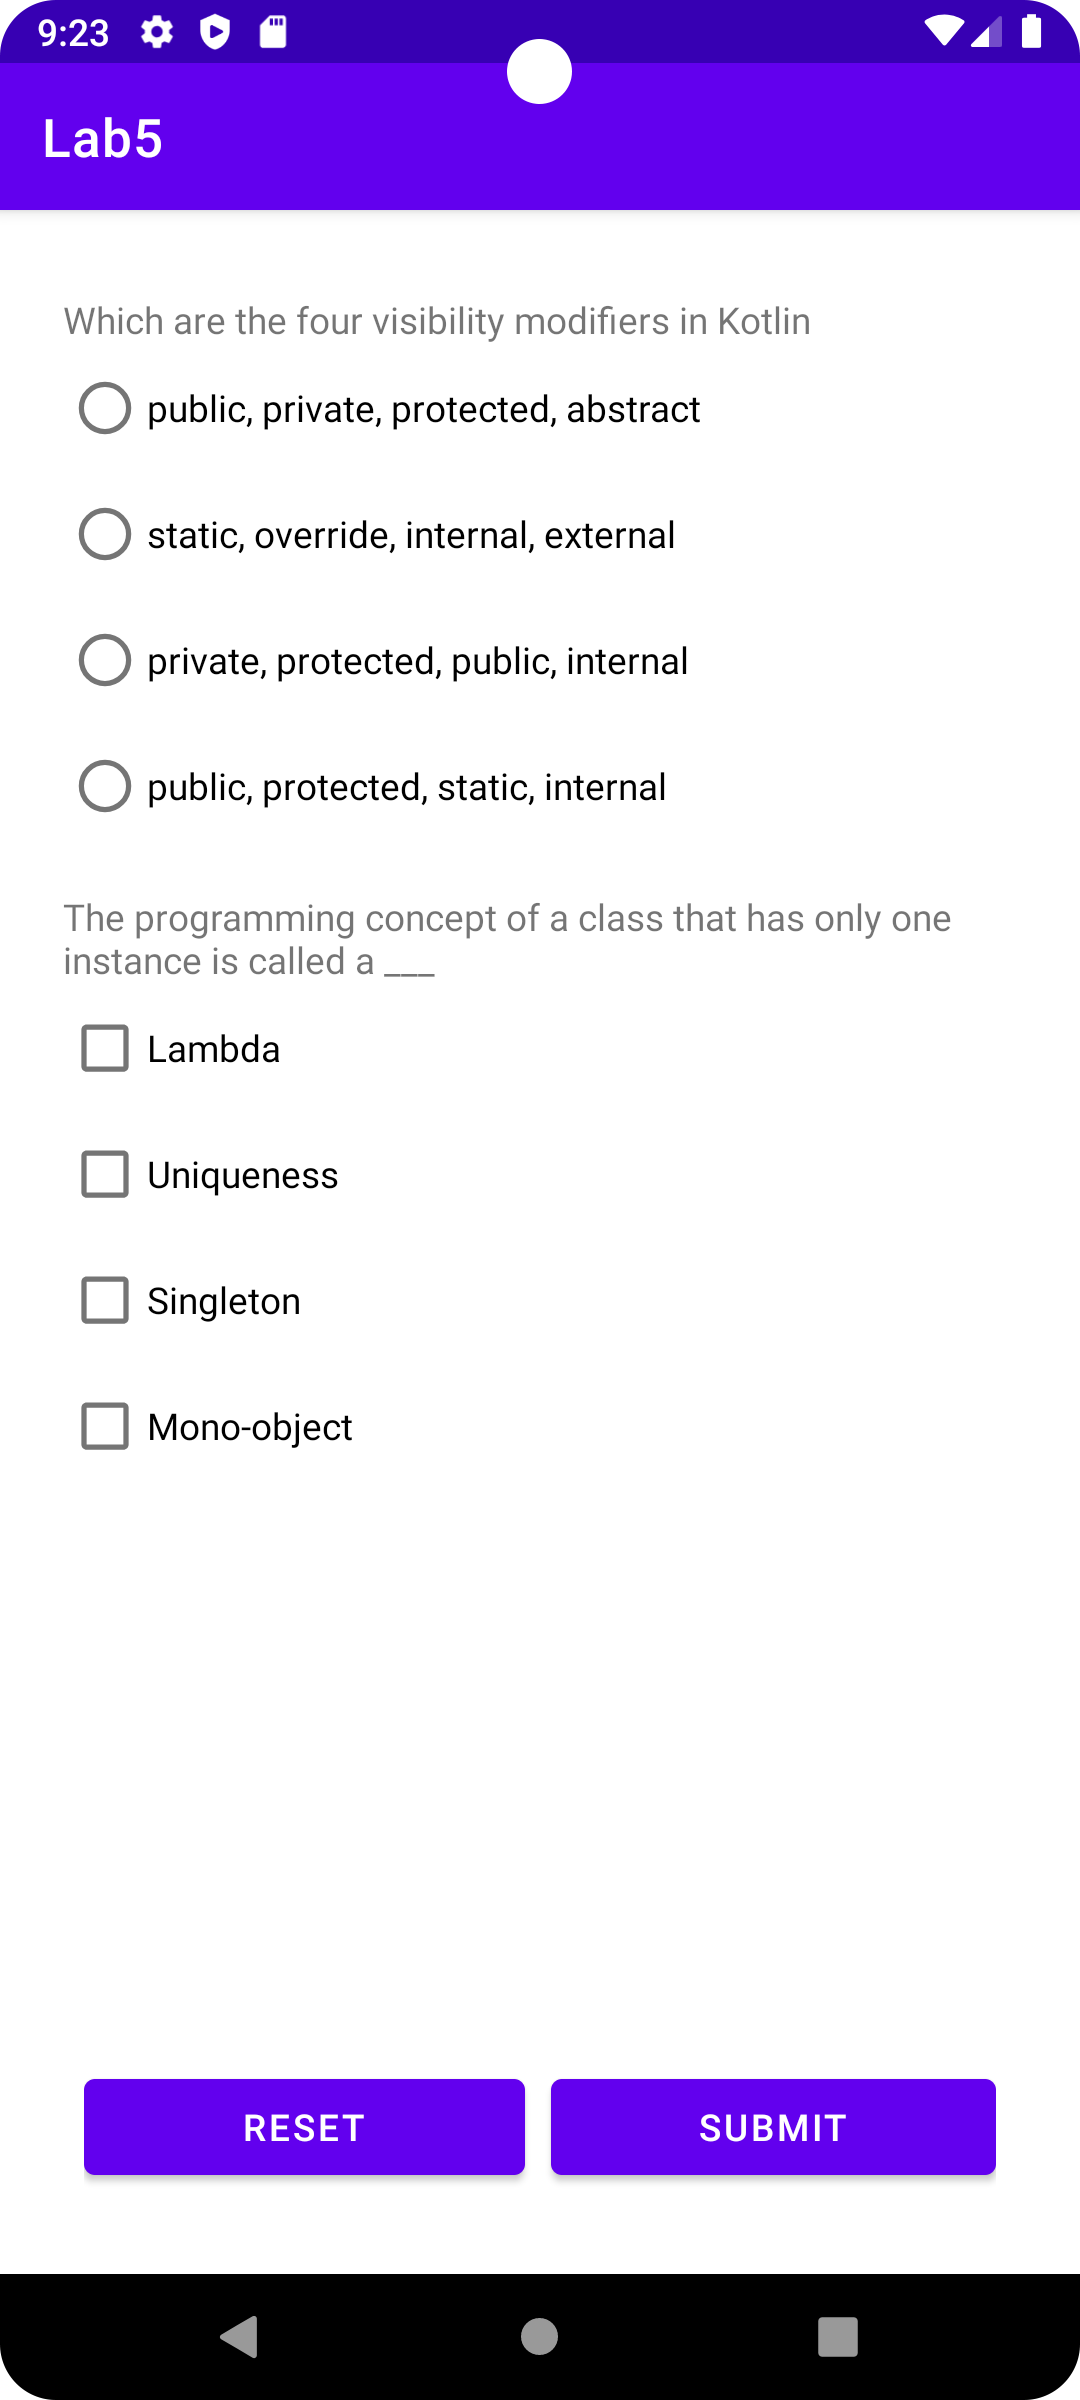 9:23
Lab5
Which are the four visibility modifiers in Kotlin
public, private, protected, abstract
static, override, internal, external
private, protected, public, internal
public, protected, static, internal
The programming concept of a class that has only one
instance is called a ___
Lambda
Uniqueness
Singleton
Mono-object
RESET SUBMIT